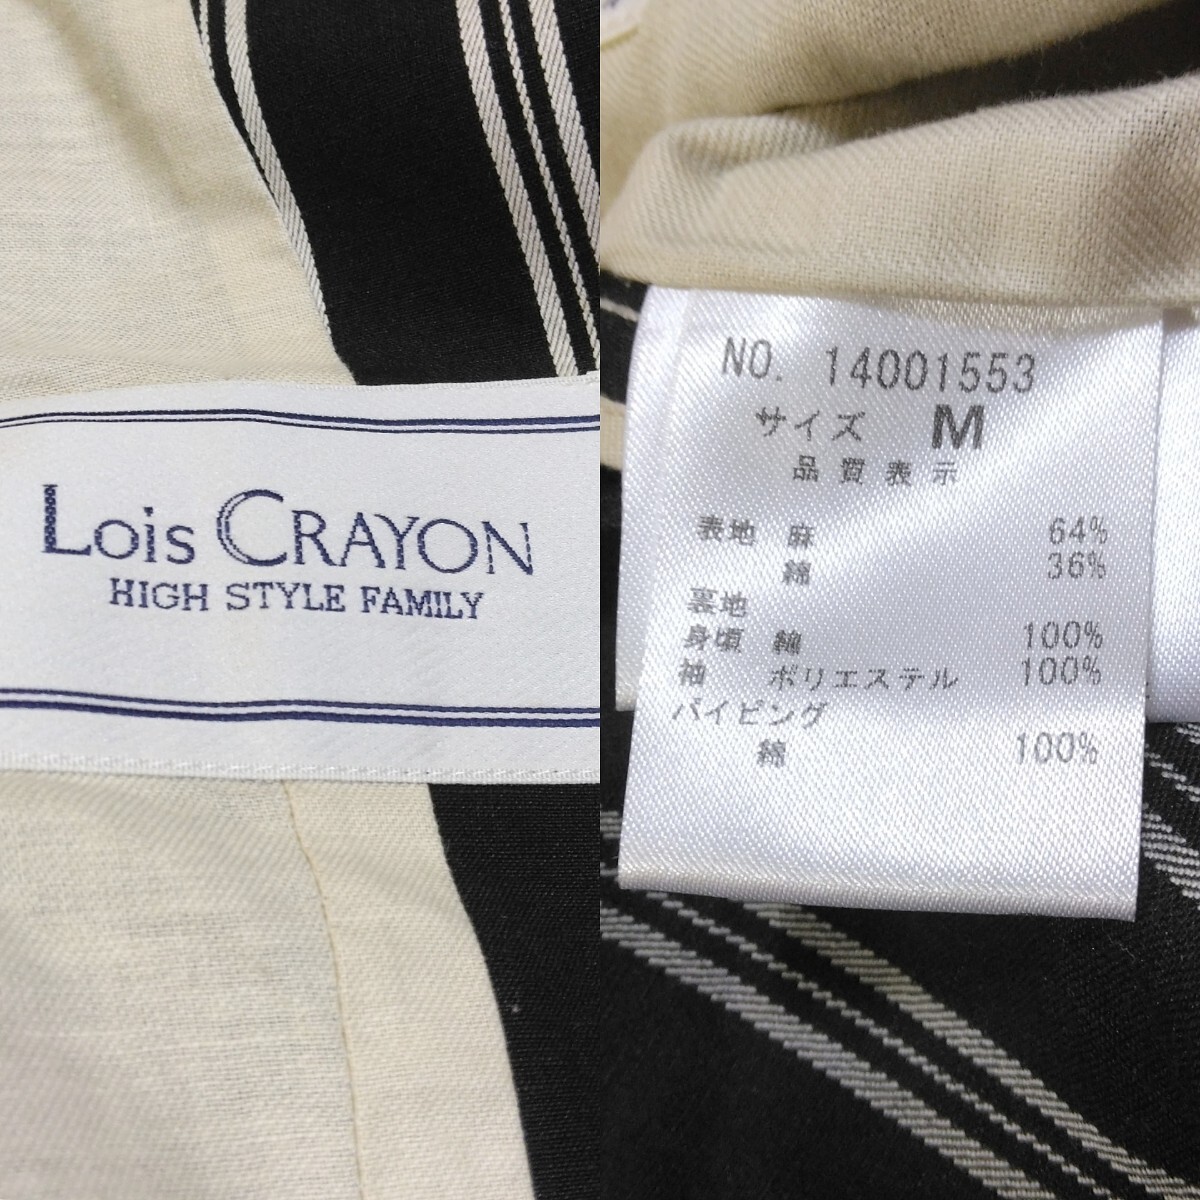 Lois CRAYON
HIGH STYLE FAMILY
NO. 14001553
サイズ M
品質表示
表地 麻 64%
綿 36%
裏地
身頃 綿 100%
袖 ポリエステル 100%
パイピング
綿 100%